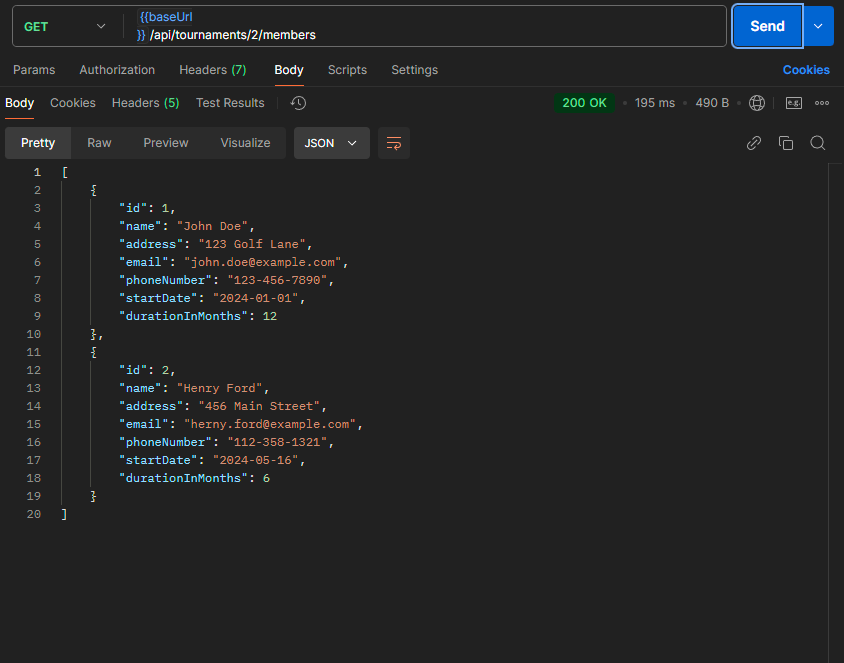 GET
{{baseUrl
}} /api/tournaments/2/members
Send
Params Authorization Headers (7) Body Scripts Settings Cookies
Body Cookies Headers (5) Test Results 200 OK • 195 ms • 490 B • e.g.
Pretty Raw Preview Visualize JSON
1 [
2 {
3 "id": 1,
4 "name": "John Doe",
5 "address": "123 Golf Lane",
6 "email": "john.doe@example.com",
7 "phoneNumber": "123-456-7890",
8 "startDate": "2024-01-01",
9 "durationInMonths": 12
10 },
11 {
12 "id": 2,
13 "name": "Henry Ford",
14 "address": "456 Main Street",
15 "email": "herny.ford@example.com",
16 "phoneNumber": "112-358-1321",
17 "startDate": "2024-05-16",
18 "durationInMonths": 6
19 }
20 ]